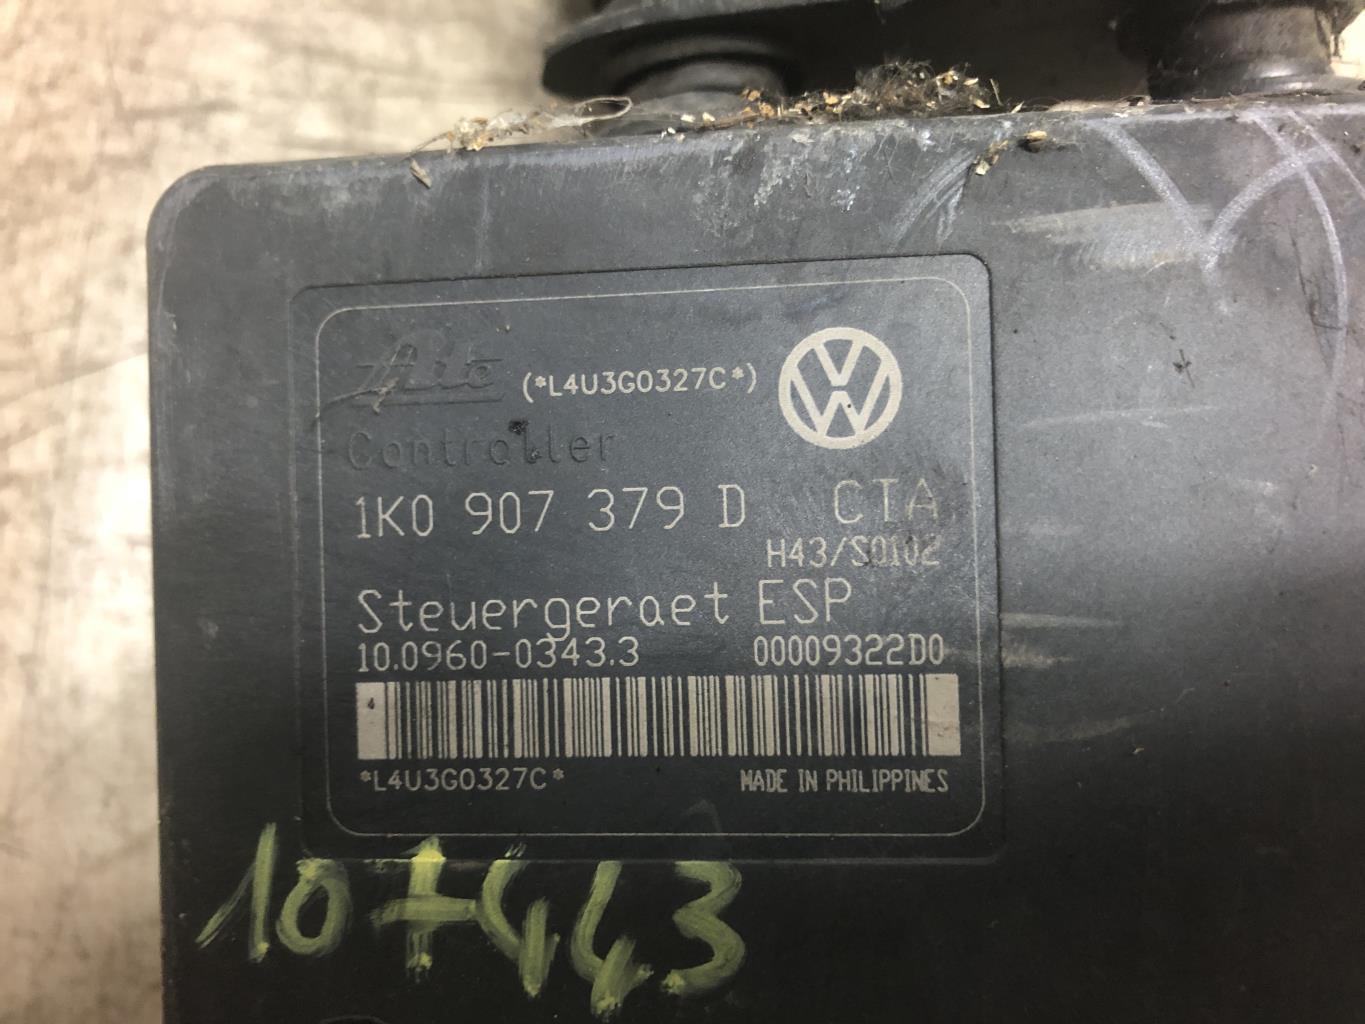 Ate (*L4U3G0327C*)
Controller
1K0 907 379 D CTA
H43/S0102
Steuergeraet ESP
10.0960-0343.3 00009322D0
4
*L4U3G0327C* MADE IN PHILIPPINES
107443